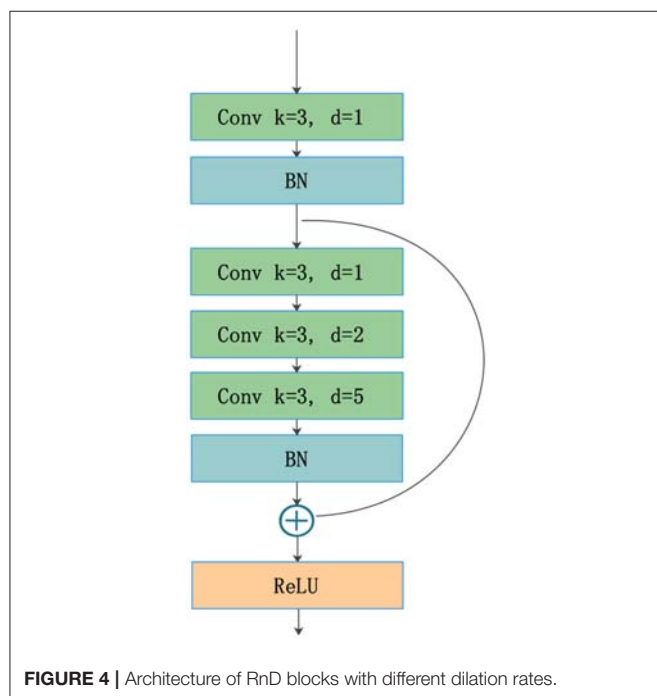 Conv k=3, d=1
BN
Conv k=3, d=1
Conv k=3, d=2
Conv k=3, d=5
BN
ReLU
FIGURE 4 | Architecture of RnD blocks with different dilation rates.